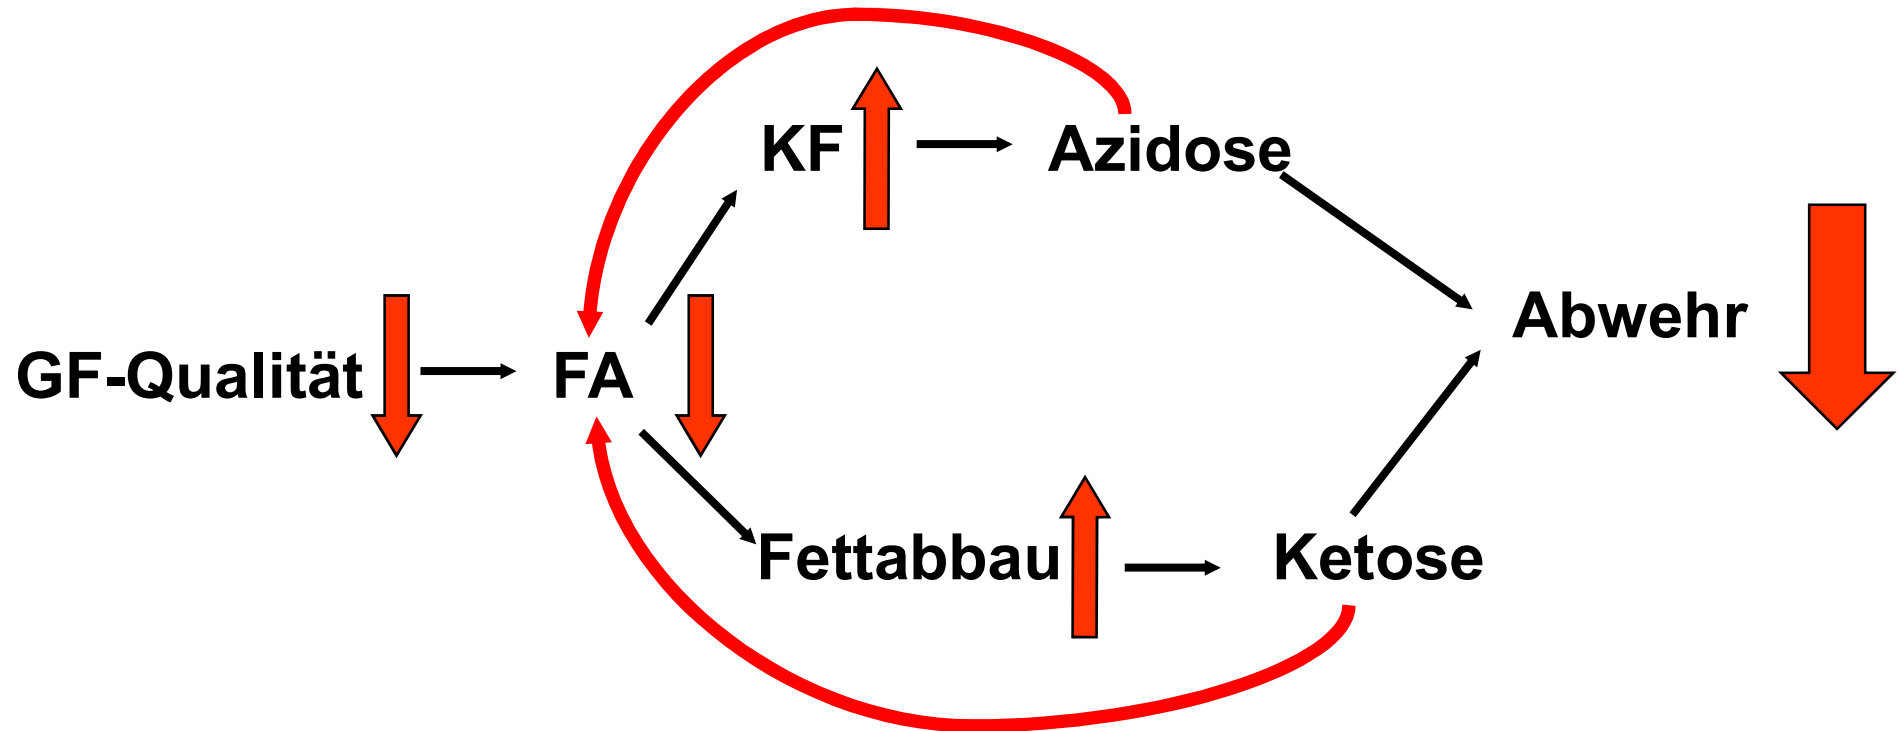 KF
Azidose
Abwehr
GF-Qualität
FA
Fettabbau
Ketose